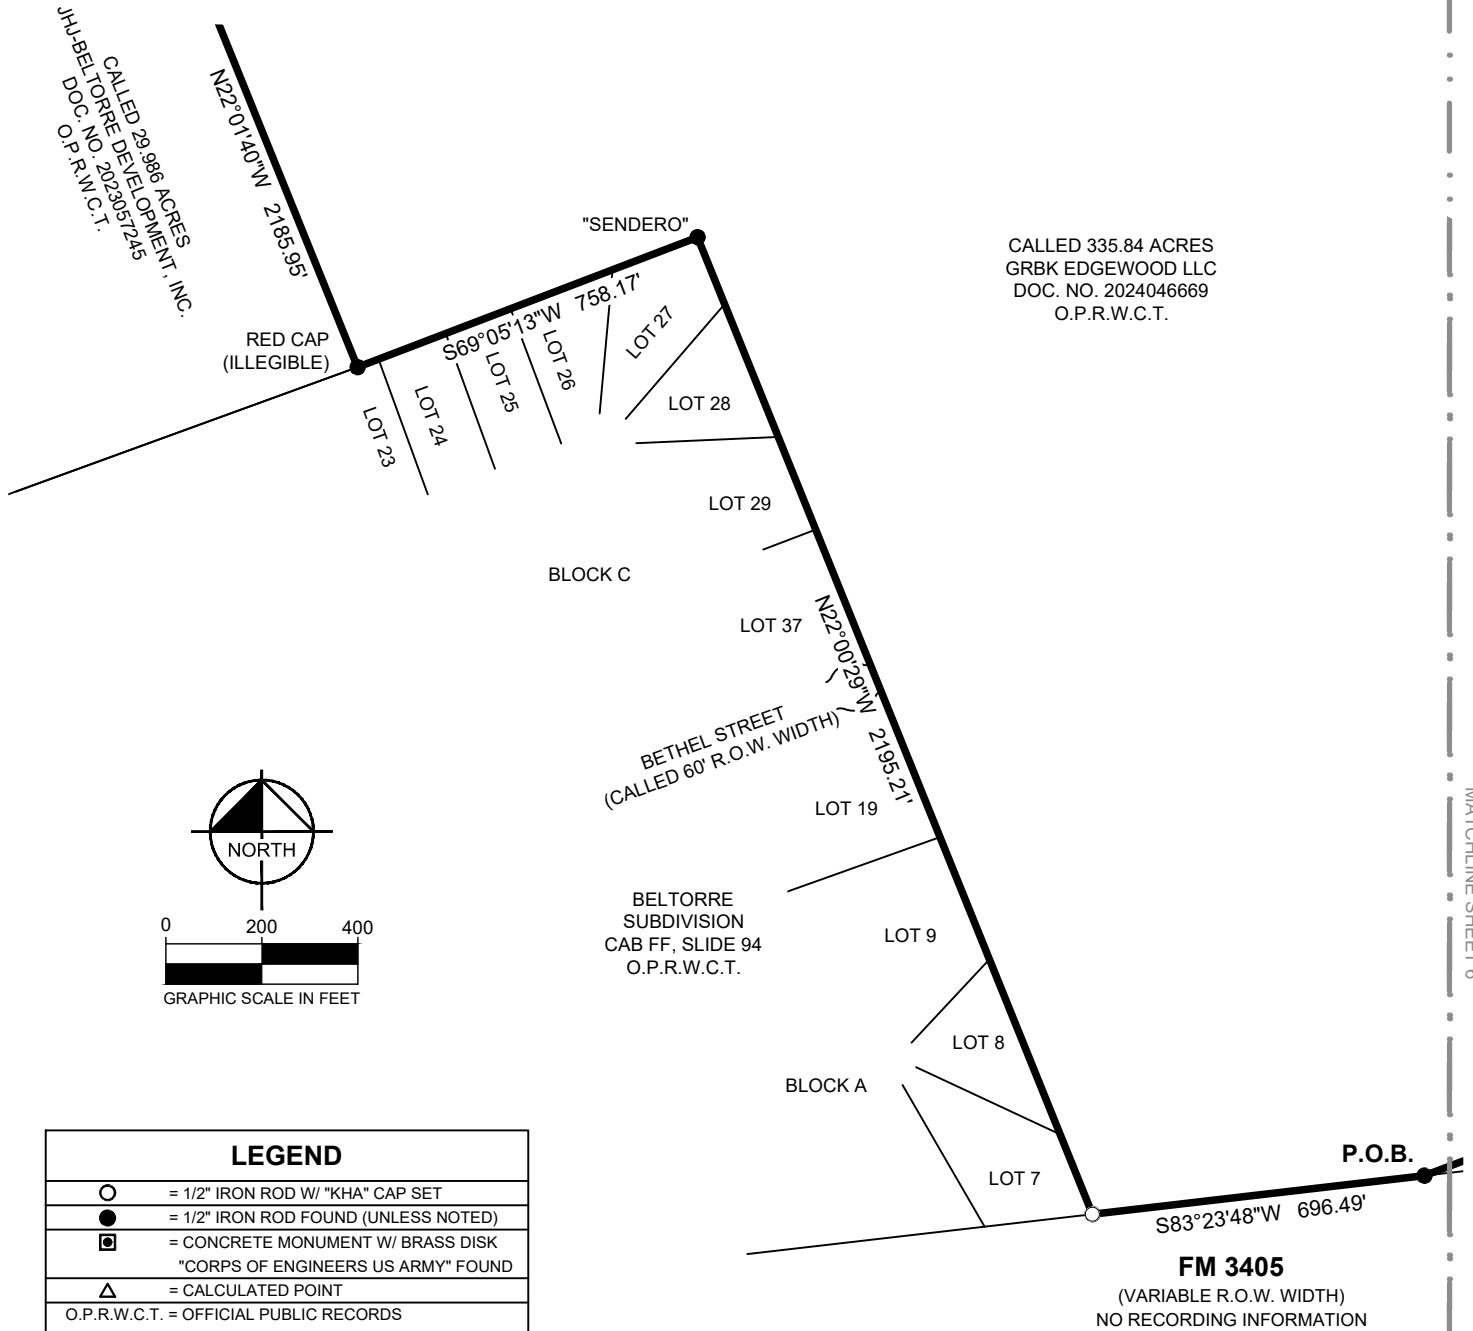 CALLED 29.986 ACRES
JHJ-BELTORRE DEVELOPMENT, INC.
DOC. NO. 2023057245
O.P.R.W.C.T.
N22°01'40"W 2185.95'
"SENDERO"
RED CAP
(ILLEGIBLE)
S69°05'13"W 758.17'
CALLED 335.84 ACRES
GRBK EDGEWOOD LLC
DOC. NO. 2024046669
O.P.R.W.C.T.
LOT 23
LOT 24
LOT 25
LOT 26
LOT 27
LOT 28
LOT 29
BLOCK C
LOT 37
N22°00'29"W 2195.21'
BETHEL STREET
(CALLED 60' R.O.W. WIDTH)
LOT 19
NORTH
0 200 400
GRAPHIC SCALE IN FEET
BELTORRE
SUBDIVISION
CAB FF, SLIDE 94
O.P.R.W.C.T.
LOT 9
LOT 8
BLOCK A
LOT 7
MATCHLINE SHEET 6
P.O.B.
S83°23'48"W 696.49'
FM 3405
(VARIABLE R.O.W. WIDTH)
NO RECORDING INFORMATION
LEGEND
= 1/2" IRON ROD W/ "KHA" CAP SET
= 1/2" IRON ROD FOUND (UNLESS NOTED)
= CONCRETE MONUMENT W/ BRASS DISK
"CORPS OF ENGINEERS US ARMY" FOUND
= CALCULATED POINT
O.P.R.W.C.T. = OFFICIAL PUBLIC RECORDS